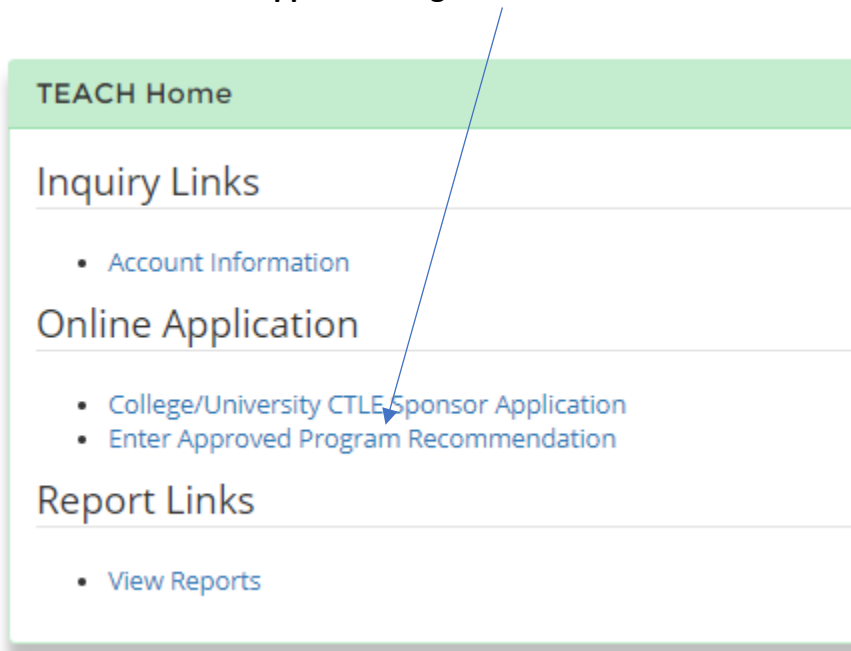 TEACH Home
Inquiry Links
Account Information
Online Application
College/University CTLE Sponsor Application
Enter Approved Program Recommendation
Report Links
View Reports